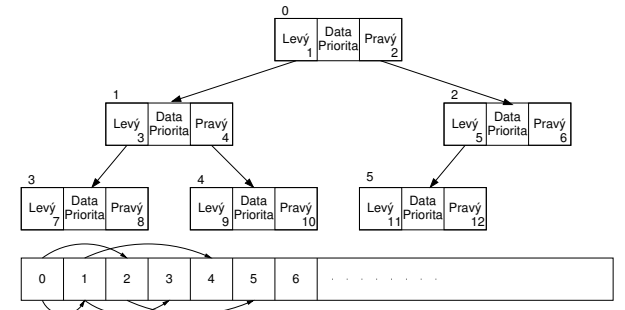 0
Levý 1 Data Priorita Pravý 2
1
Levý 3 Data Priorita Pravý 4
2
Levý 5 Data Priorita Pravý 6
3
Levý 7 Data Priorita Pravý 8
4
Levý 9 Data Priorita Pravý 10
5
Levý 11 Data Priorita Pravý 12
0 1 2 3 4 5 6 . . . . . . . .